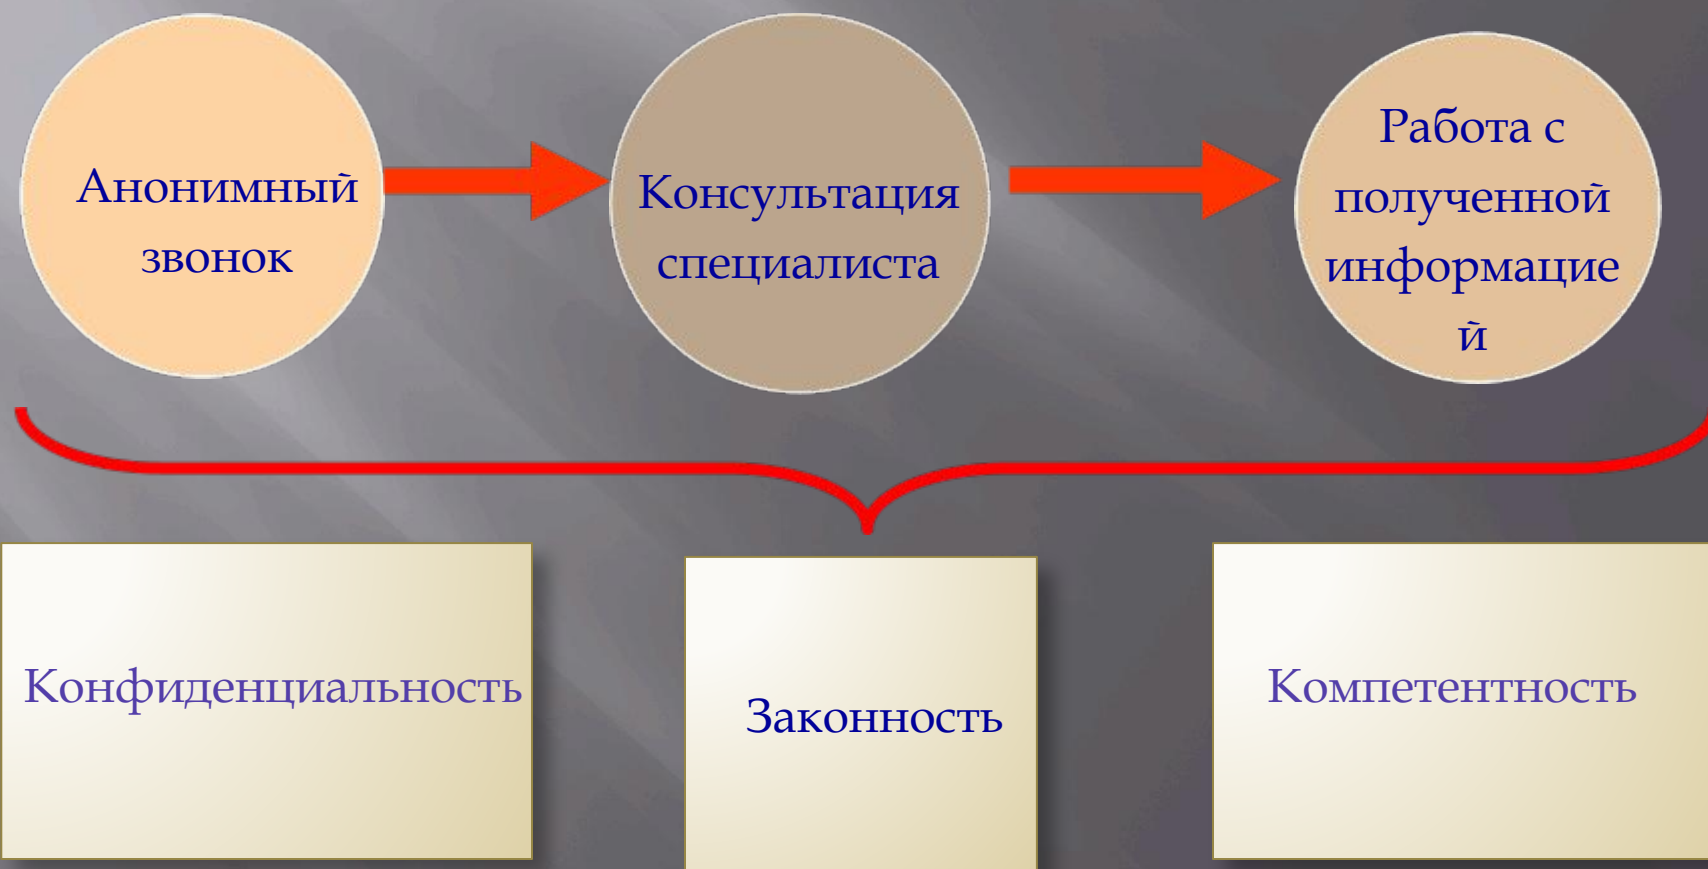 Анонимный
звонок
Консультация
специалиста
Работа с
полученной
информацие
й
Конфиденциальность
Законность
Компетентность